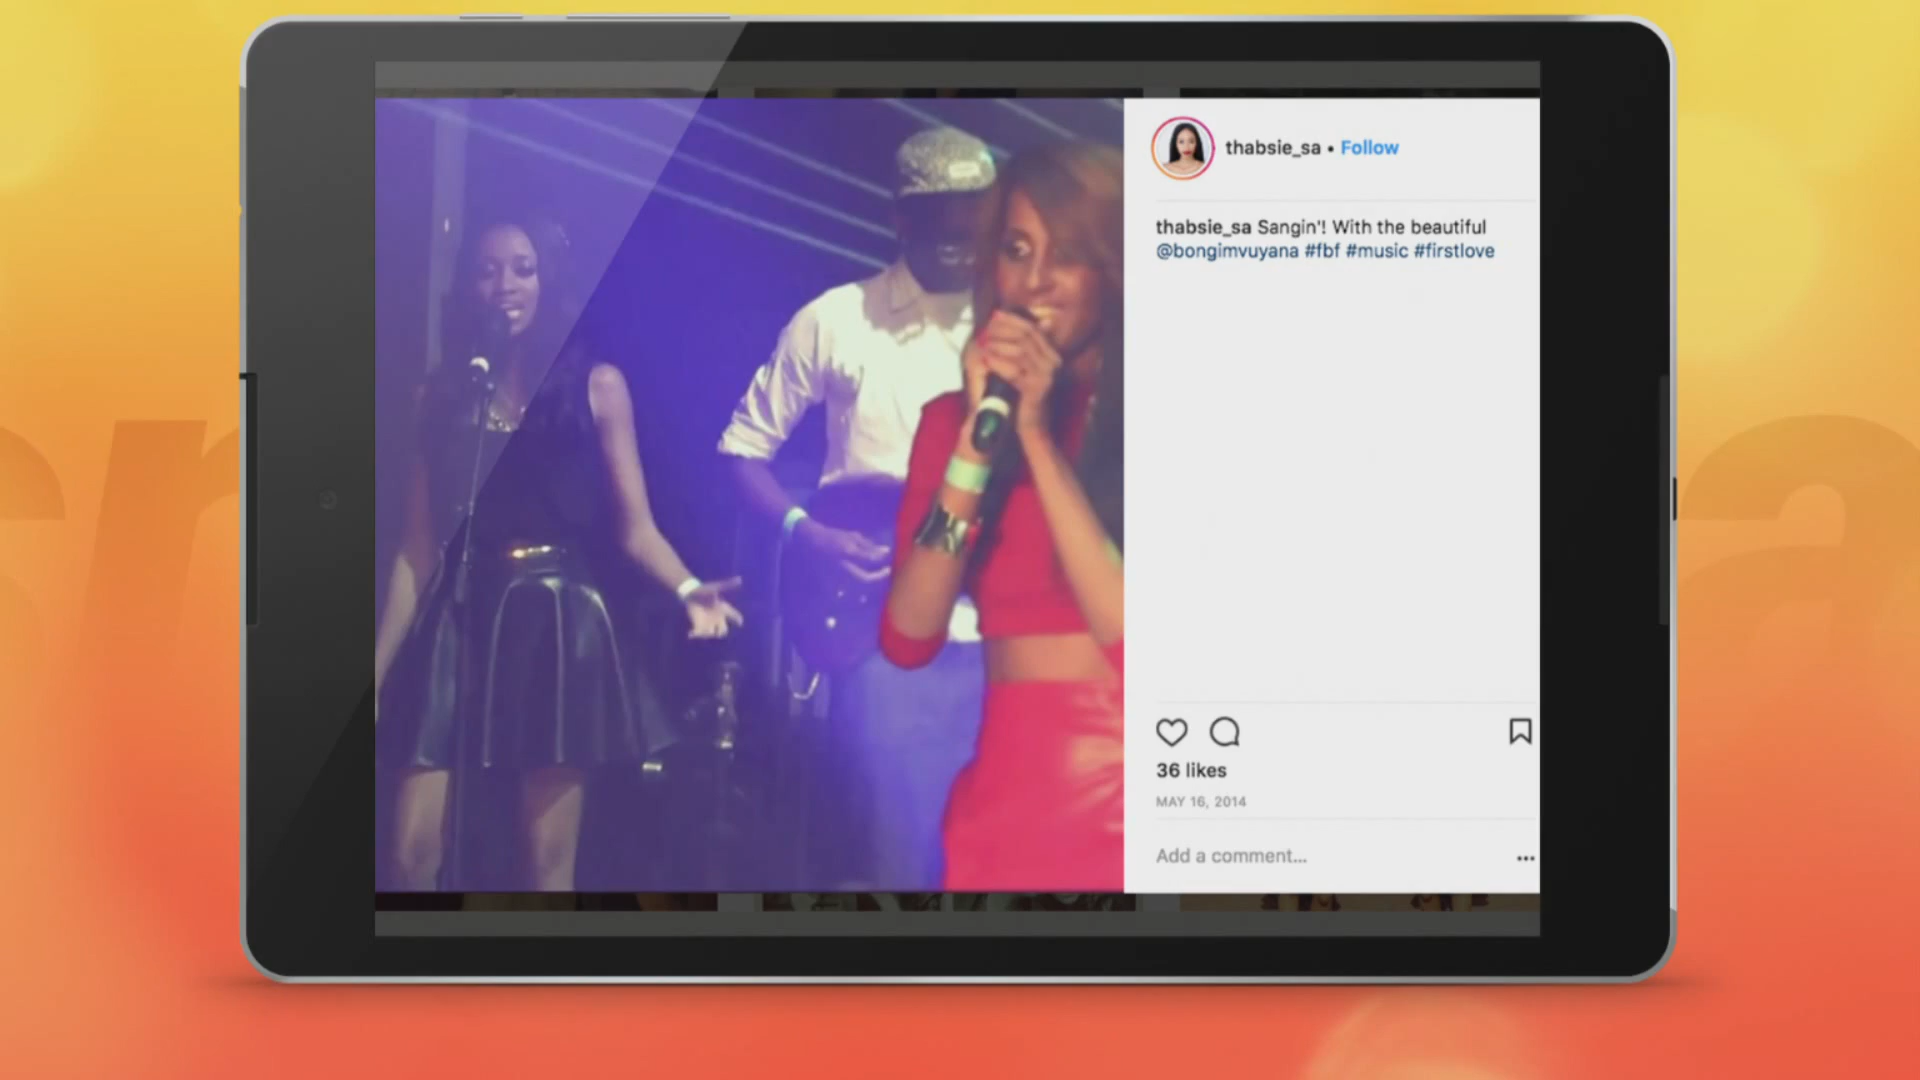 thabsie_sa • Follow
thabsie_sa Sangin'! With the beautiful
@bongimvuyana #fbf #music #firstlove
36 likes
MAY 16, 2014
Add a comment...